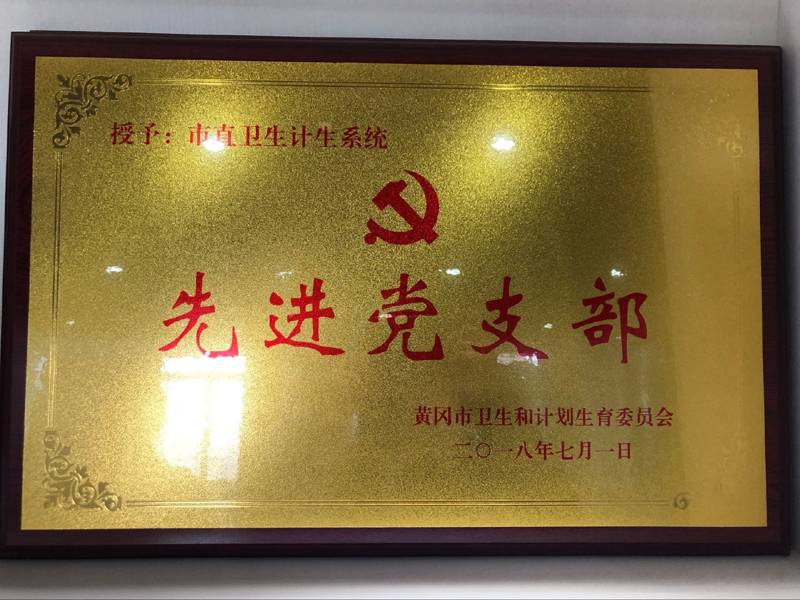 授予：市直卫生计生系统
先进党支部
黄冈市卫生和计划生育委员会
二〇一八年七月一日